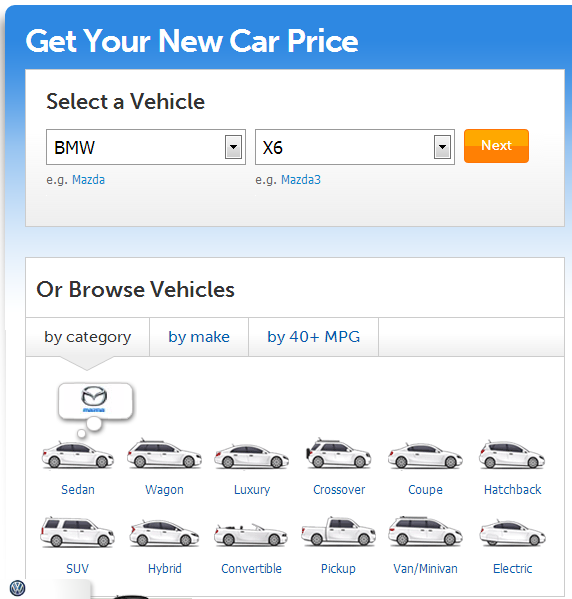 Get Your New Car Price
Select a Vehicle
BMW X6 Next
e.g. Mazda e.g. Mazda3
Or Browse Vehicles
by category by make by 40+ MPG
mazda
Sedan Wagon Luxury Crossover Coupe Hatchback
SUV Hybrid Convertible Pickup Van/Minivan Electric